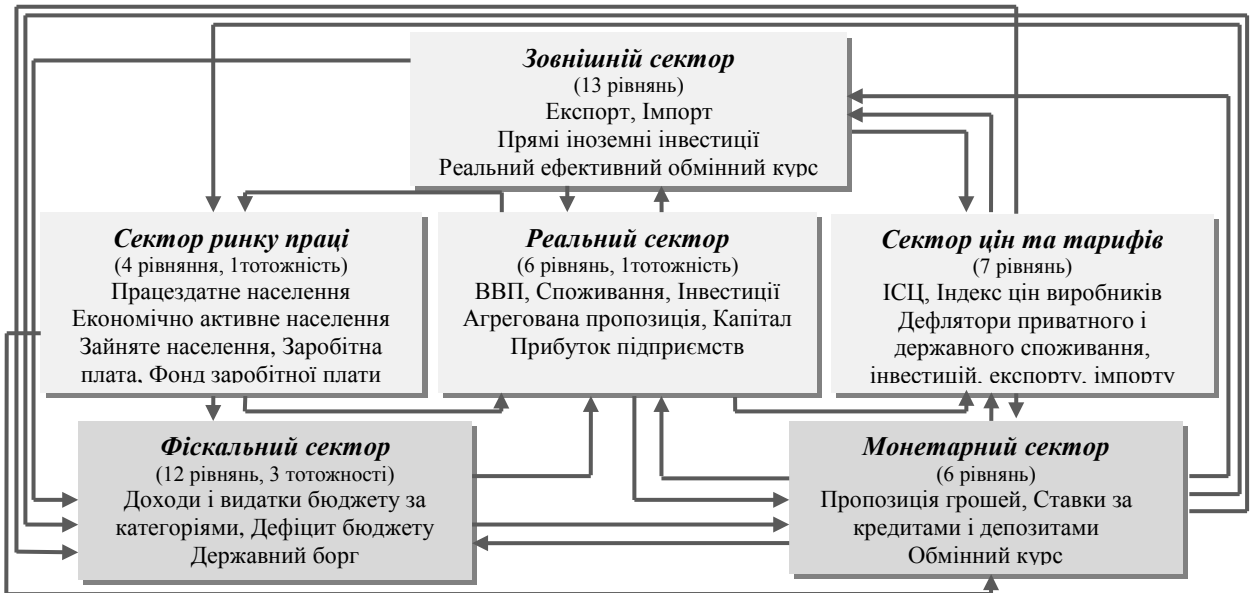 Зовнішній сектор
(13 рівнянь)
Експорт, Імпорт
Прямі іноземні інвестиції
Реальний ефективний обмінний курс
Сектор ринку праці
(4 рівняння, 1тотожність)
Працездатне населення
Економічно активне населення
Зайняте населення, Заробітна
плата, Фонд заробітної плати
Реальний сектор
(6 рівнянь, 1тотожність)
ВВП, Споживання, Інвестиції
Агрегована пропозиція, Капітал
Прибуток підприємств
Сектор цін та тарифів
(7 рівнянь)
ІСЦ, Індекс цін виробників
Дефлятори приватного і
державного споживання,
інвестицій, експорту, імпорту
Фіскальний сектор
(12 рівнянь, 3 тотожності)
Доходи і видатки бюджету за
категоріями, Дефіцит бюджету
Державний борг
Монетарний сектор
(6 рівнянь)
Пропозиція грошей, Ставки за
кредитами і депозитами
Обмінний курс